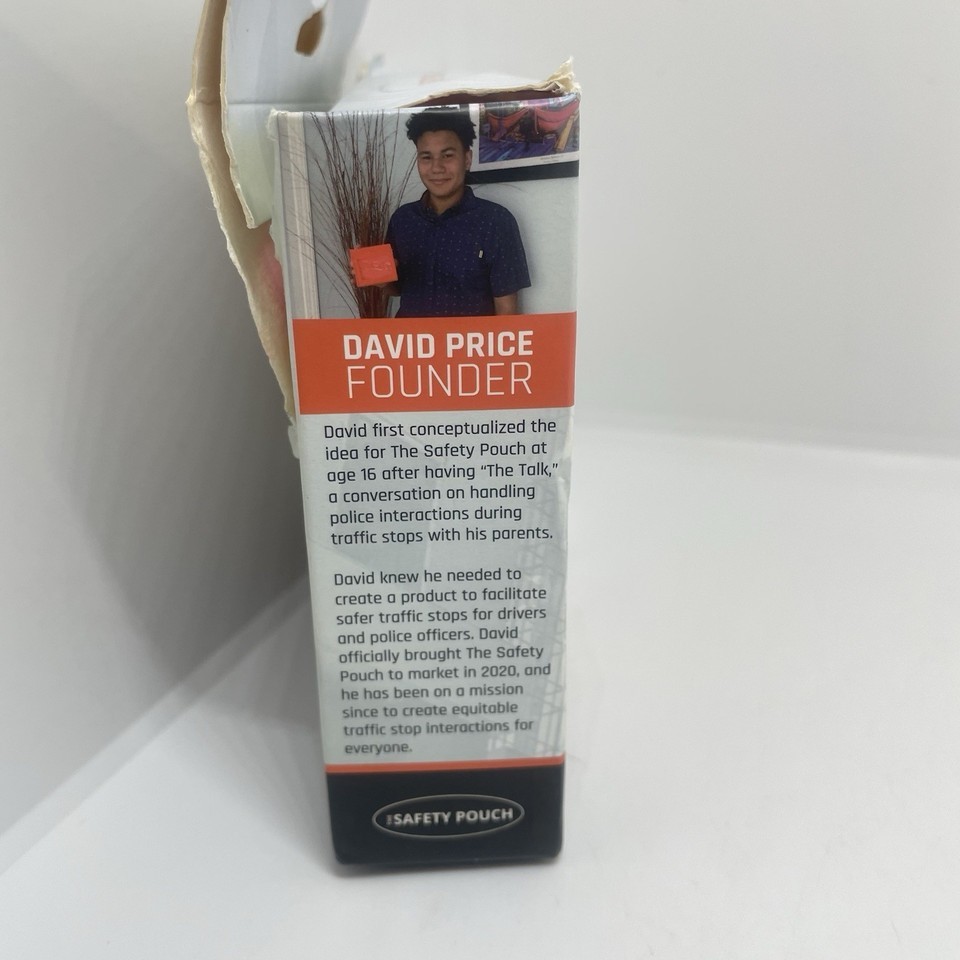 DAVID PRICE
FOUNDER
David first conceptualized the
idea for The Safety Pouch at
age 16 after having “The Talk,”
a conversation on handling
police interactions during
traffic stops with his parents.
David knew he needed to
create a product to facilitate
safer traffic stops for drivers
and police officers. David
officially brought The Safety
Pouch to market in 2020, and
he has been on a mission
since to create equitable
traffic stop interactions for
everyone.
THE SAFETY POUCH